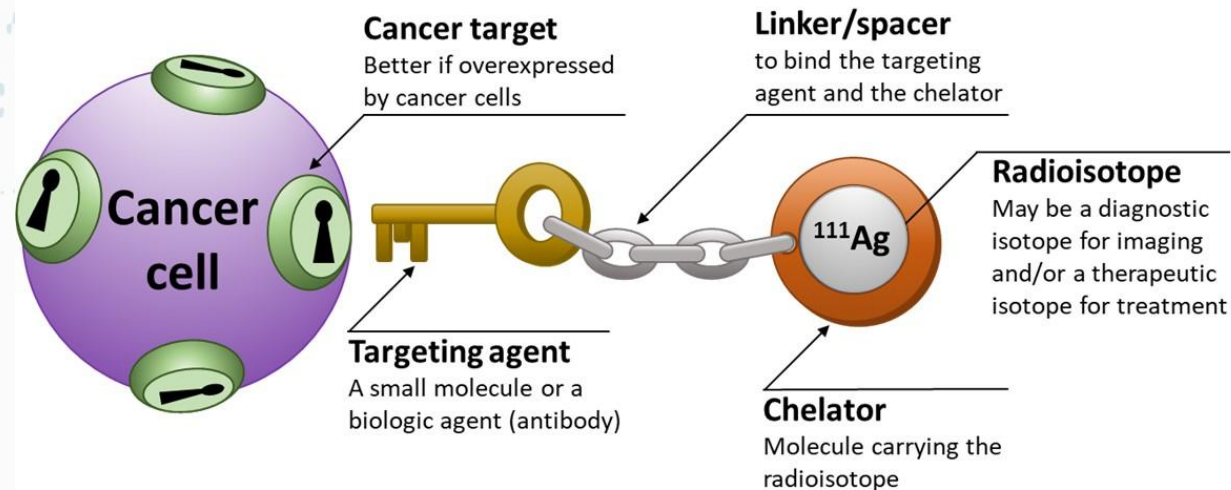 Cancer target
Better if overexpressed
by cancer cells
Linker/spacer
to bind the targeting
agent and the chelator
Cancer
cell
¹¹¹Ag
Radioisotope
May be a diagnostic
isotope for imaging
and/or a therapeutic
isotope for treatment
Targeting agent
A small molecule or a
biologic agent (antibody)
Chelator
Molecule carrying the
radioisotope